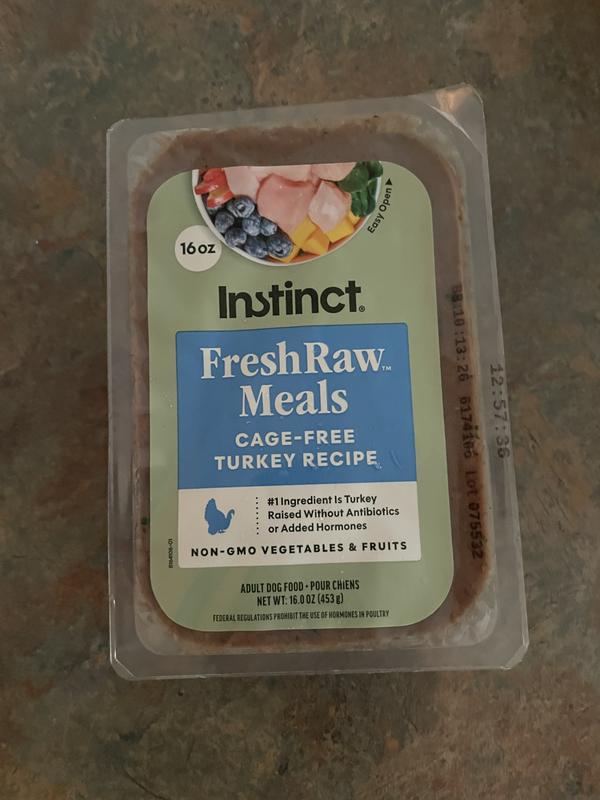 Easy Open
16 oz
Instinct®
FreshRaw™
Meals
CAGE-FREE
TURKEY RECIPE
#1 Ingredient Is Turkey
Raised Without Antibiotics
or Added Hormones
NON-GMO VEGETABLES & FRUITS
ADULT DOG FOOD • POUR CHIENS
NET WT: 16.0 OZ (453 g)
FEDERAL REGULATIONS PROHIBIT THE USE OF HORMONES IN POULTRY
12:57:36
Lot 075532